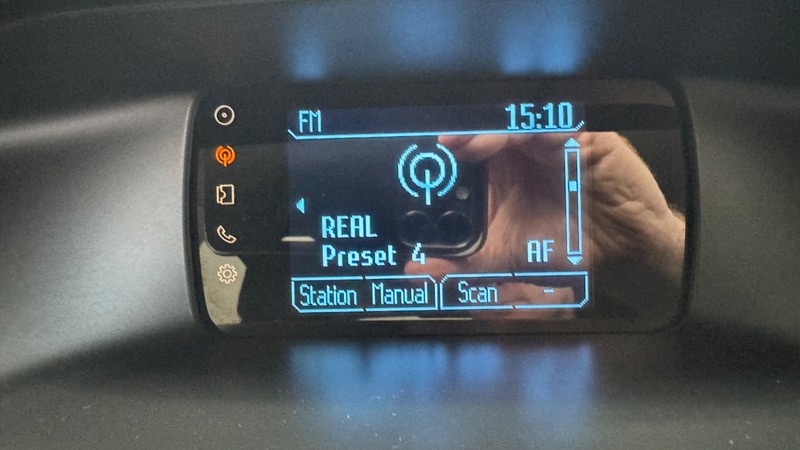 FM 15:10
REAL
Preset 4 AF
Station Manual Scan -